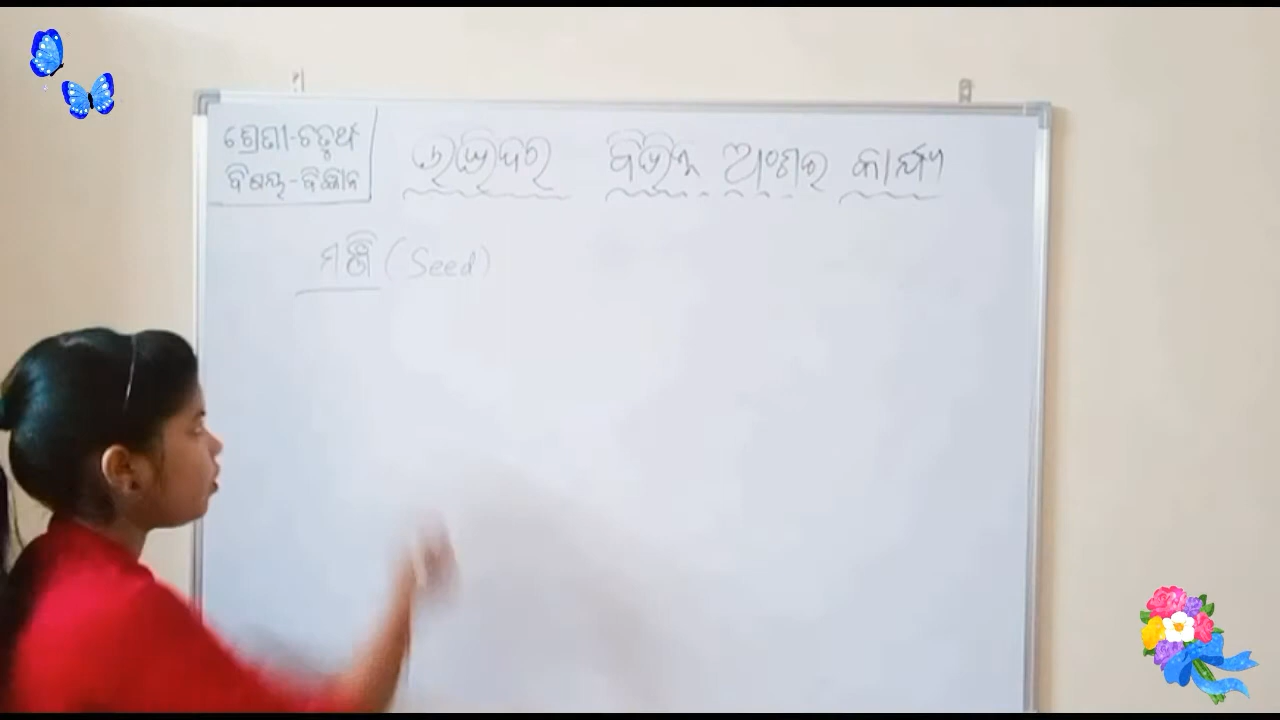 ଶ୍ରେଣୀ-ଚତୁର୍ଥ
ବିଷୟ-ବିଜ୍ଞାନ
ଉଦ୍ଭିଦର ବିଭିନ୍ନ ଅଂଶର କାର୍ଯ୍ୟ
ମଞ୍ଜି (Seed)